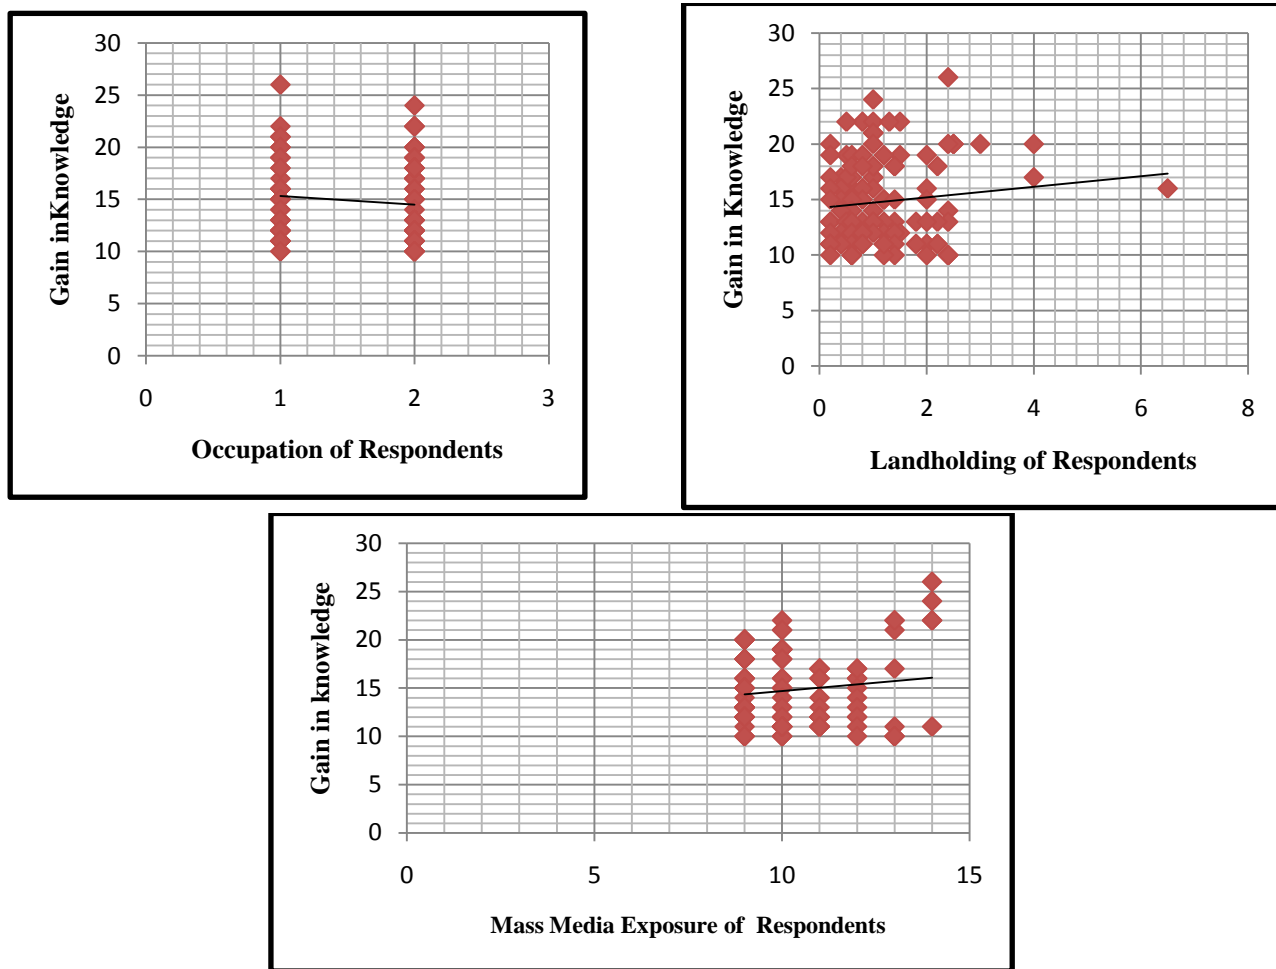 30
25
20
15
10
5
0
0 1 2 3
Gain inKnowledge
Occupation of Respondents
30
25
20
15
10
5
0
0 2 4 6 8
Gain in Knowledge
Landholding of Respondents
30
25
20
15
10
5
0
0 5 10 15
Gain in knowledge
Mass Media Exposure of Respondents